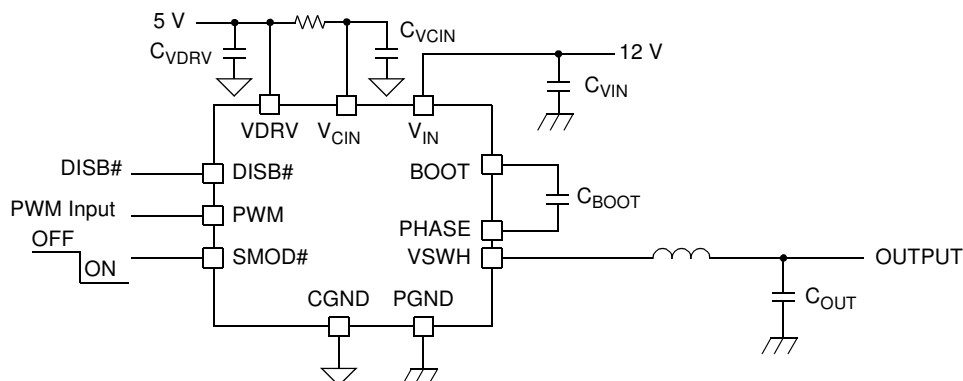 5 V
C_VDRV
C_VCIN
12 V
C_VIN
VDRV
V_CIN
V_IN
DISB#
DISB#
BOOT
C_BOOT
PWM Input
PWM
PHASE
OFF
ON
SMOD#
VSWH
OUTPUT
CGND
PGND
C_OUT